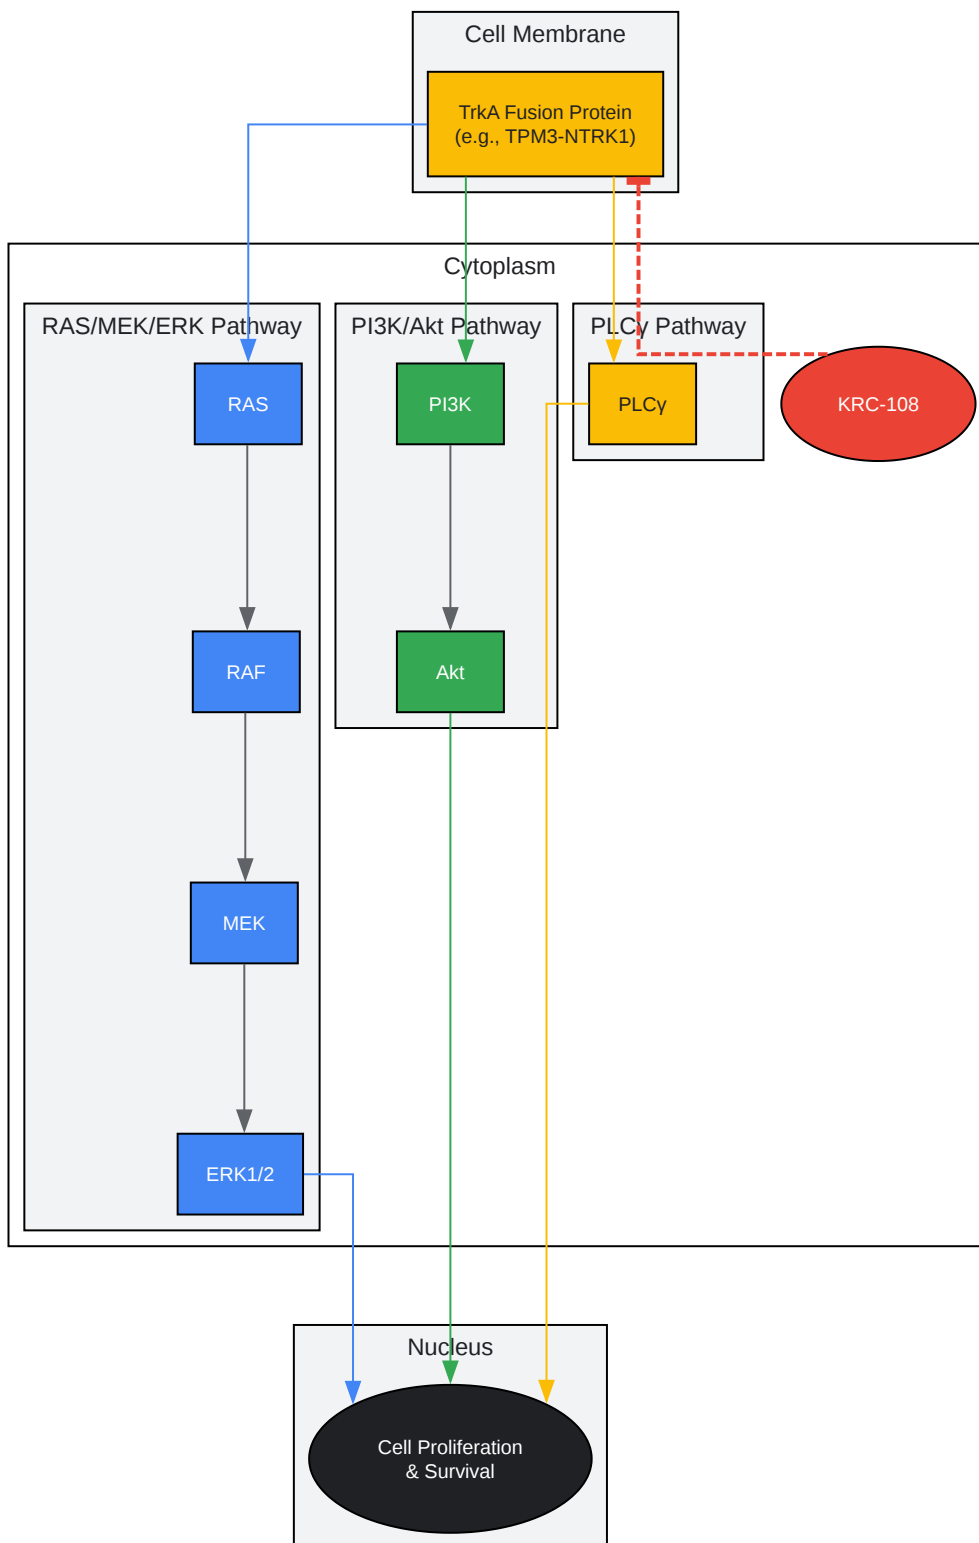 Cell Membrane
TrkA Fusion Protein
(e.g., TPM3-NTRK1)
Cytoplasm
RAS/MEK/ERK Pathway
PI3K/Akt Pathway
PLCγ Pathway
RAS
PI3K
PLCγ
KRC-108
RAF
Akt
MEK
ERK1/2
Nucleus
Cell Proliferation
& Survival